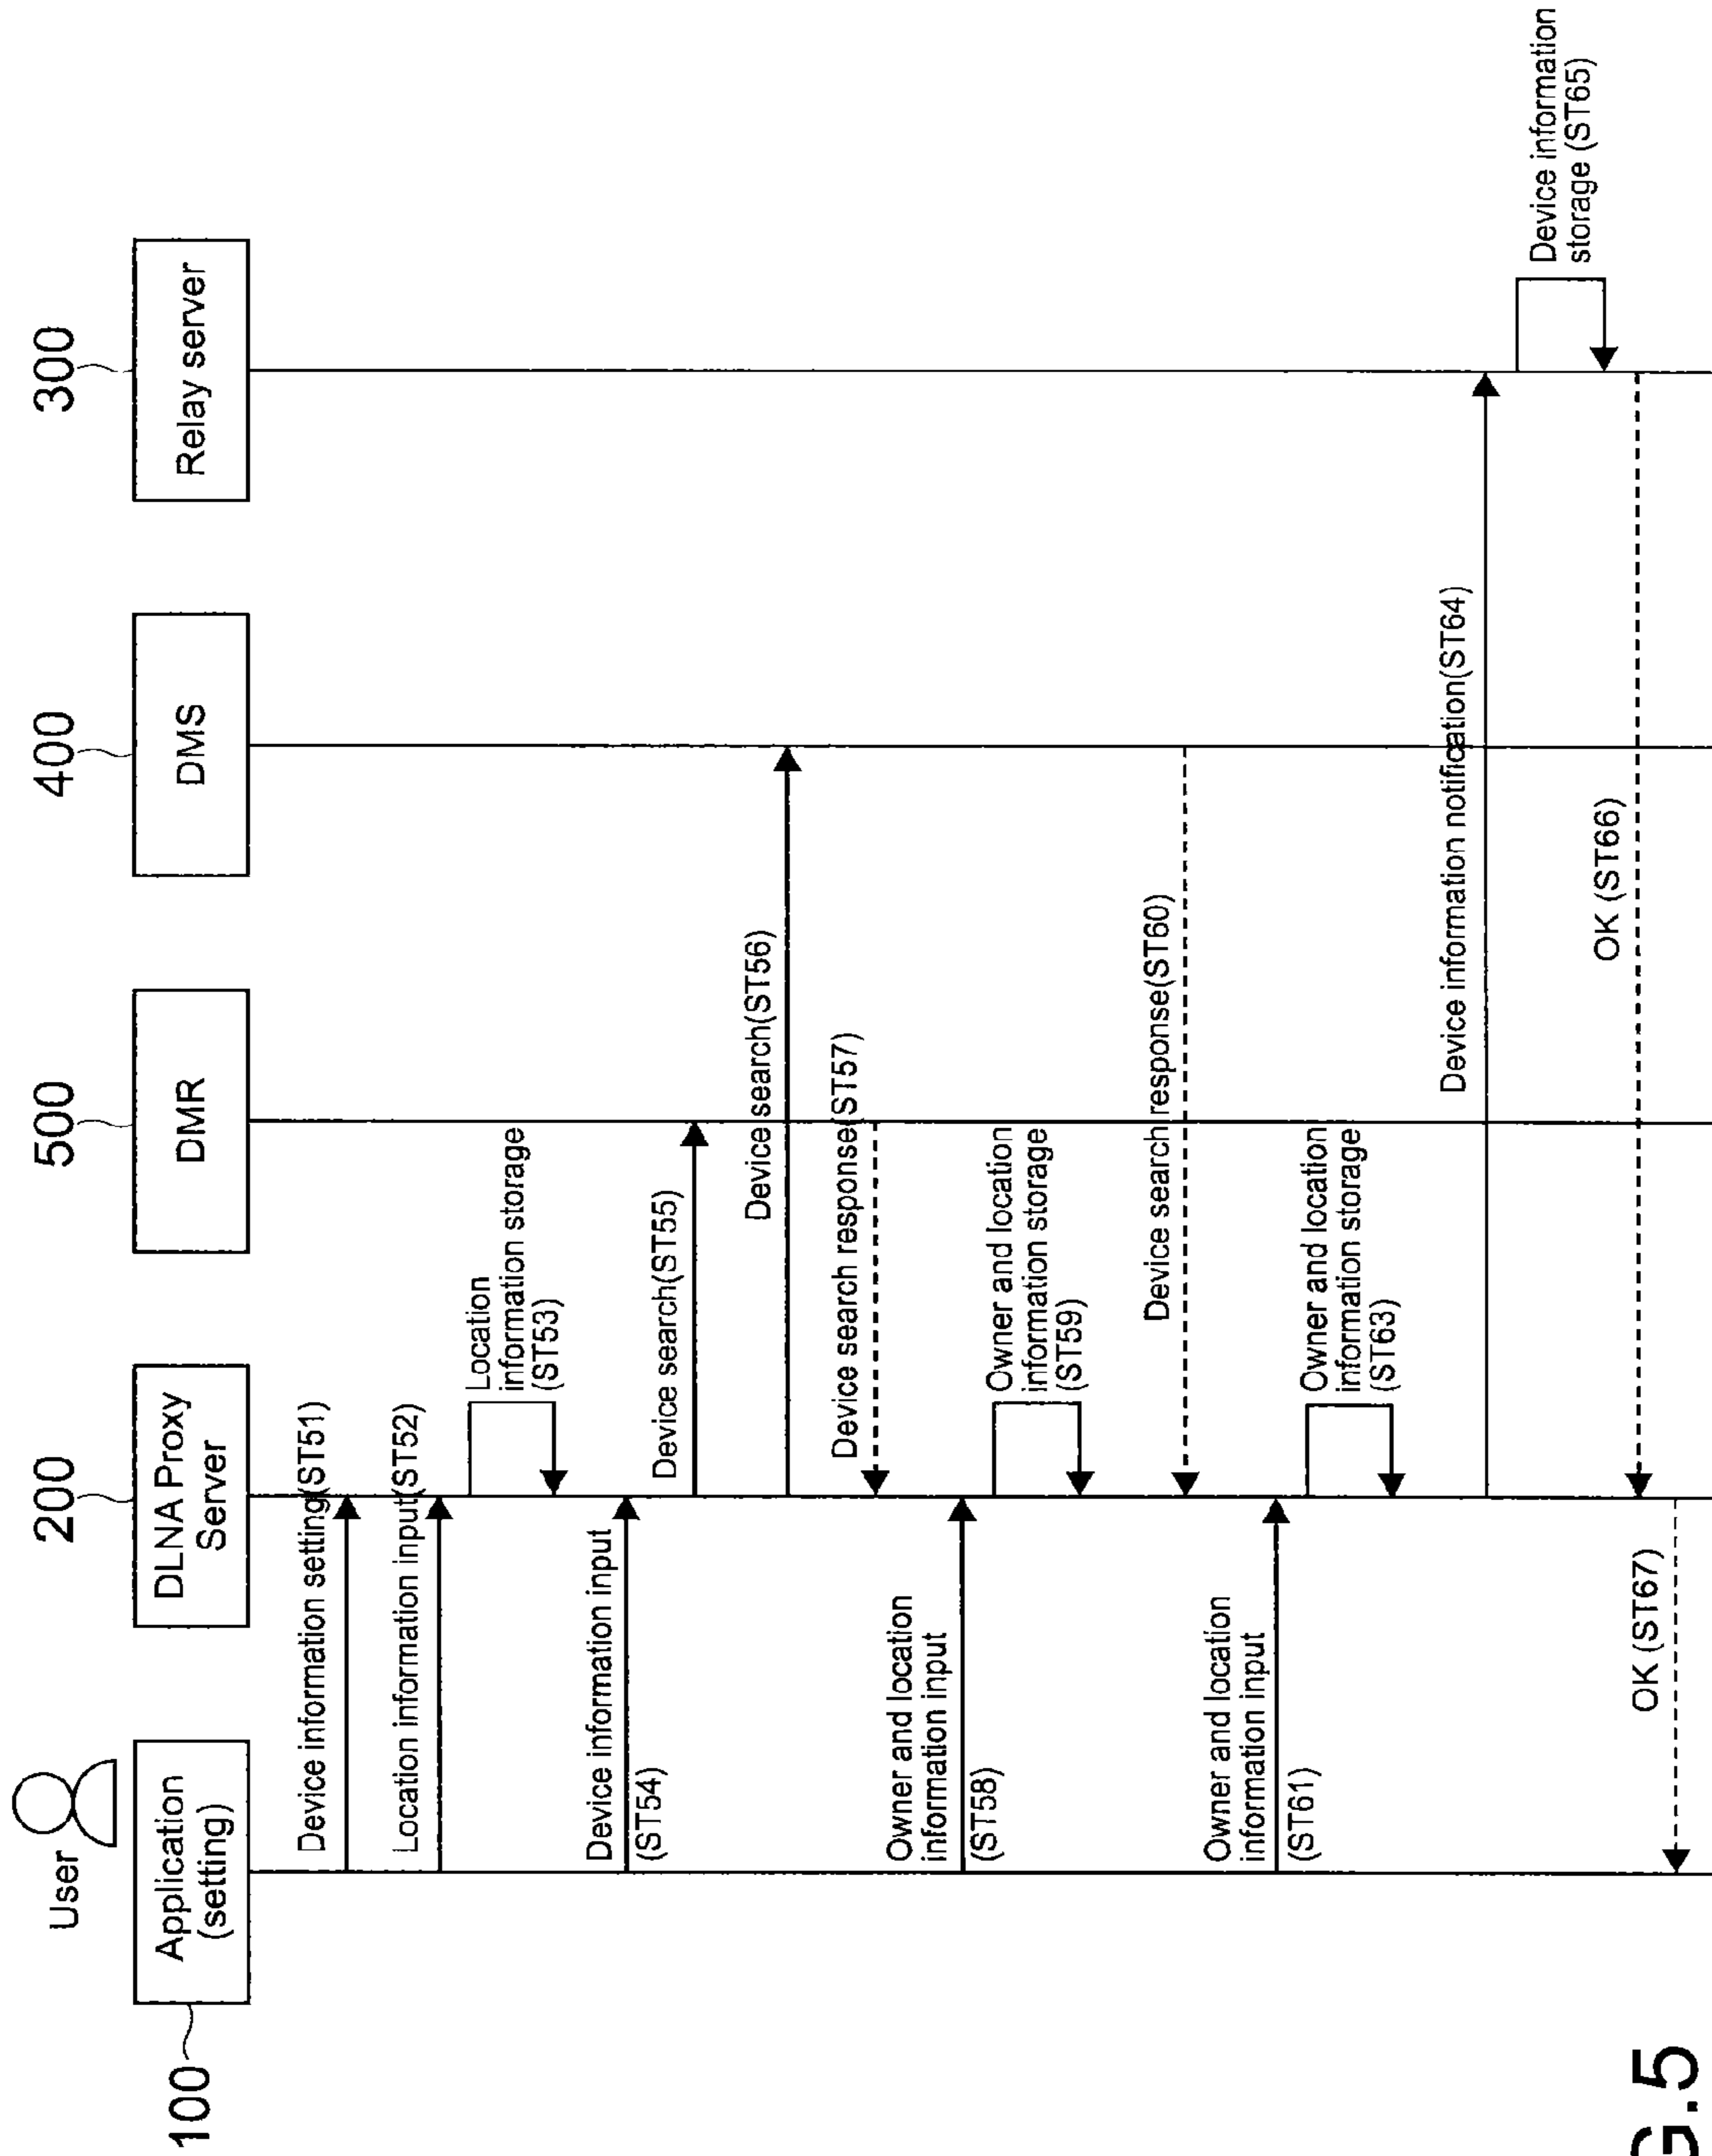 User
100
Application
(setting)
200
DLNA Proxy
Server
500
DMR
400
DMS
300
Relay server
Device information setting(ST51)
Location information input(ST52)
Location
information storage
(ST53)
Device information input
(ST54)
Device search(ST55)
Device search(ST56)
Device search response(ST57)
Owner and location
information input
(ST58)
Owner and location
information storage
(ST59)
Device search response(ST60)
Owner and location
information input
(ST61)
Owner and location
information storage
(ST63)
Device information notification(ST64)
Device information
storage (ST65)
OK (ST66)
OK (ST67)
G.5